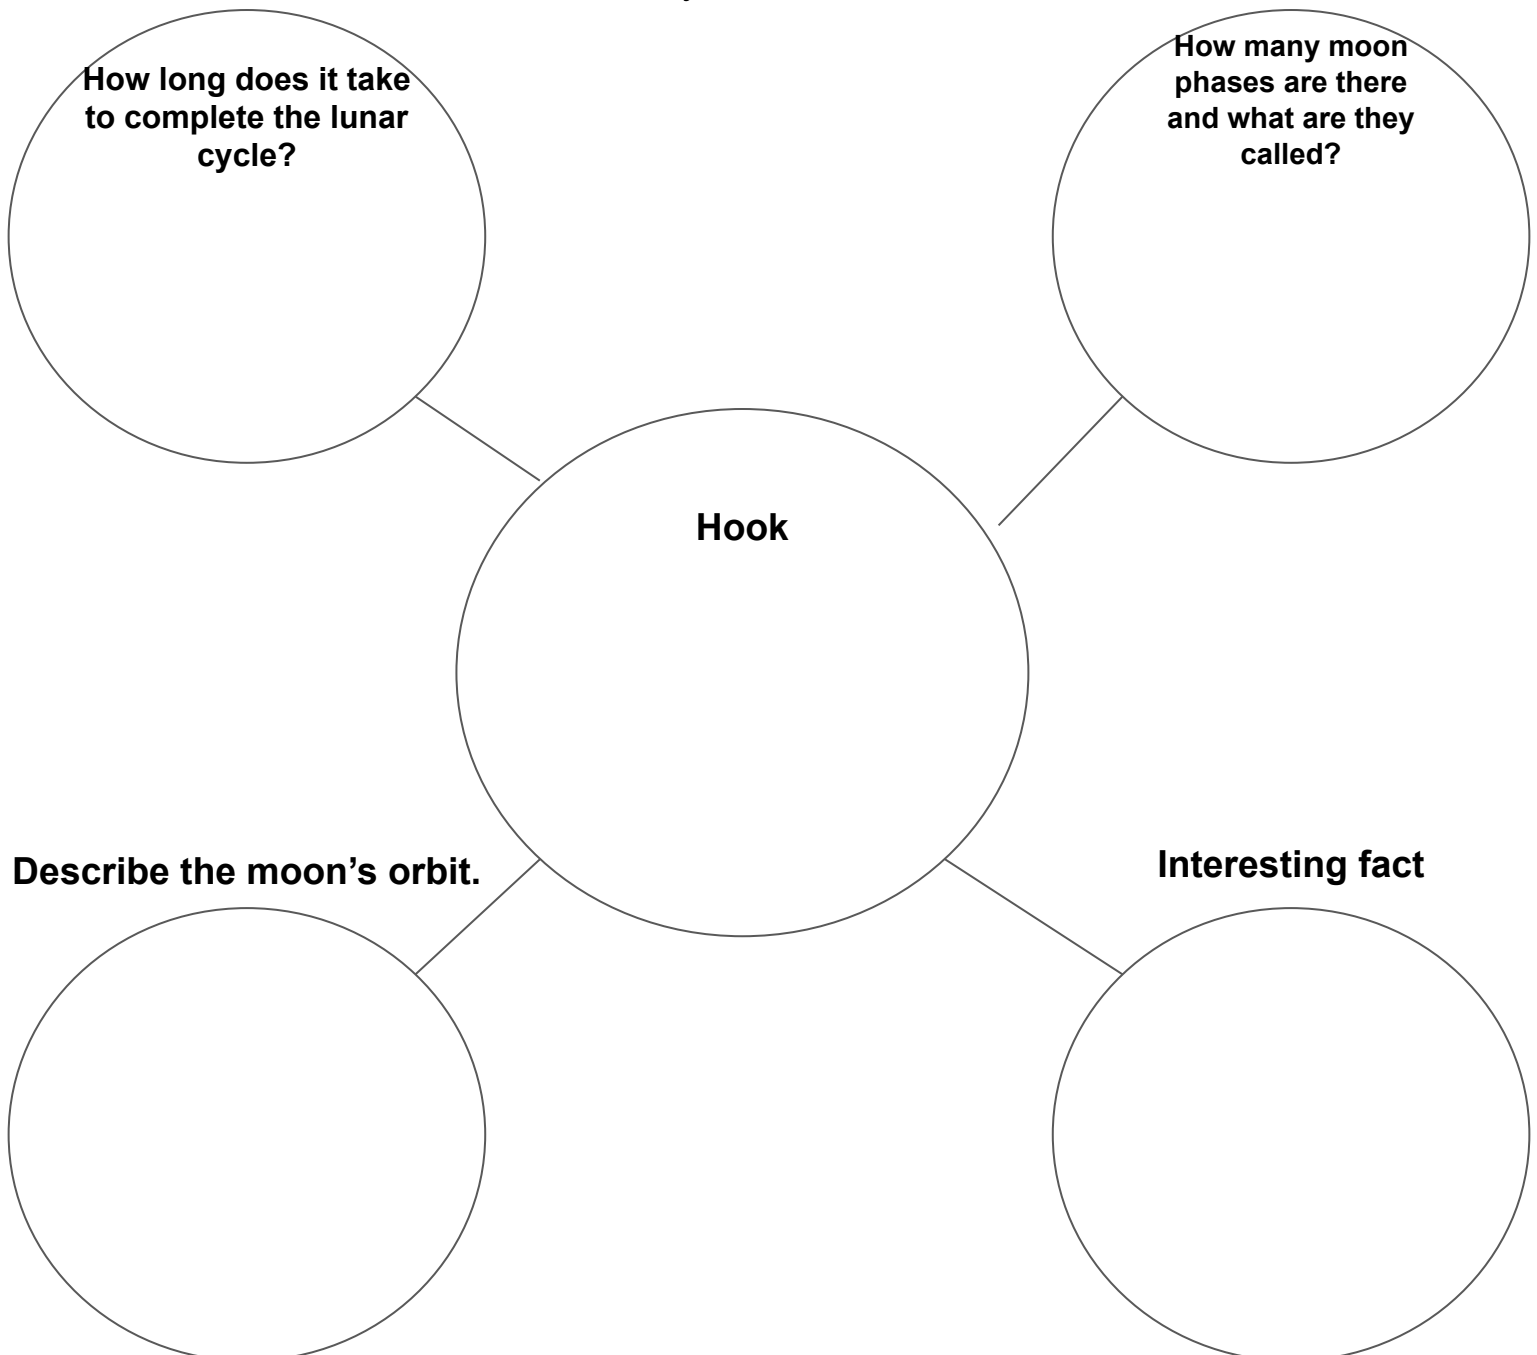 How long does it take
to complete the lunar
cycle?
How many moon
phases are there
and what are they
called?
Hook
Describe the moon’s orbit.
Interesting fact